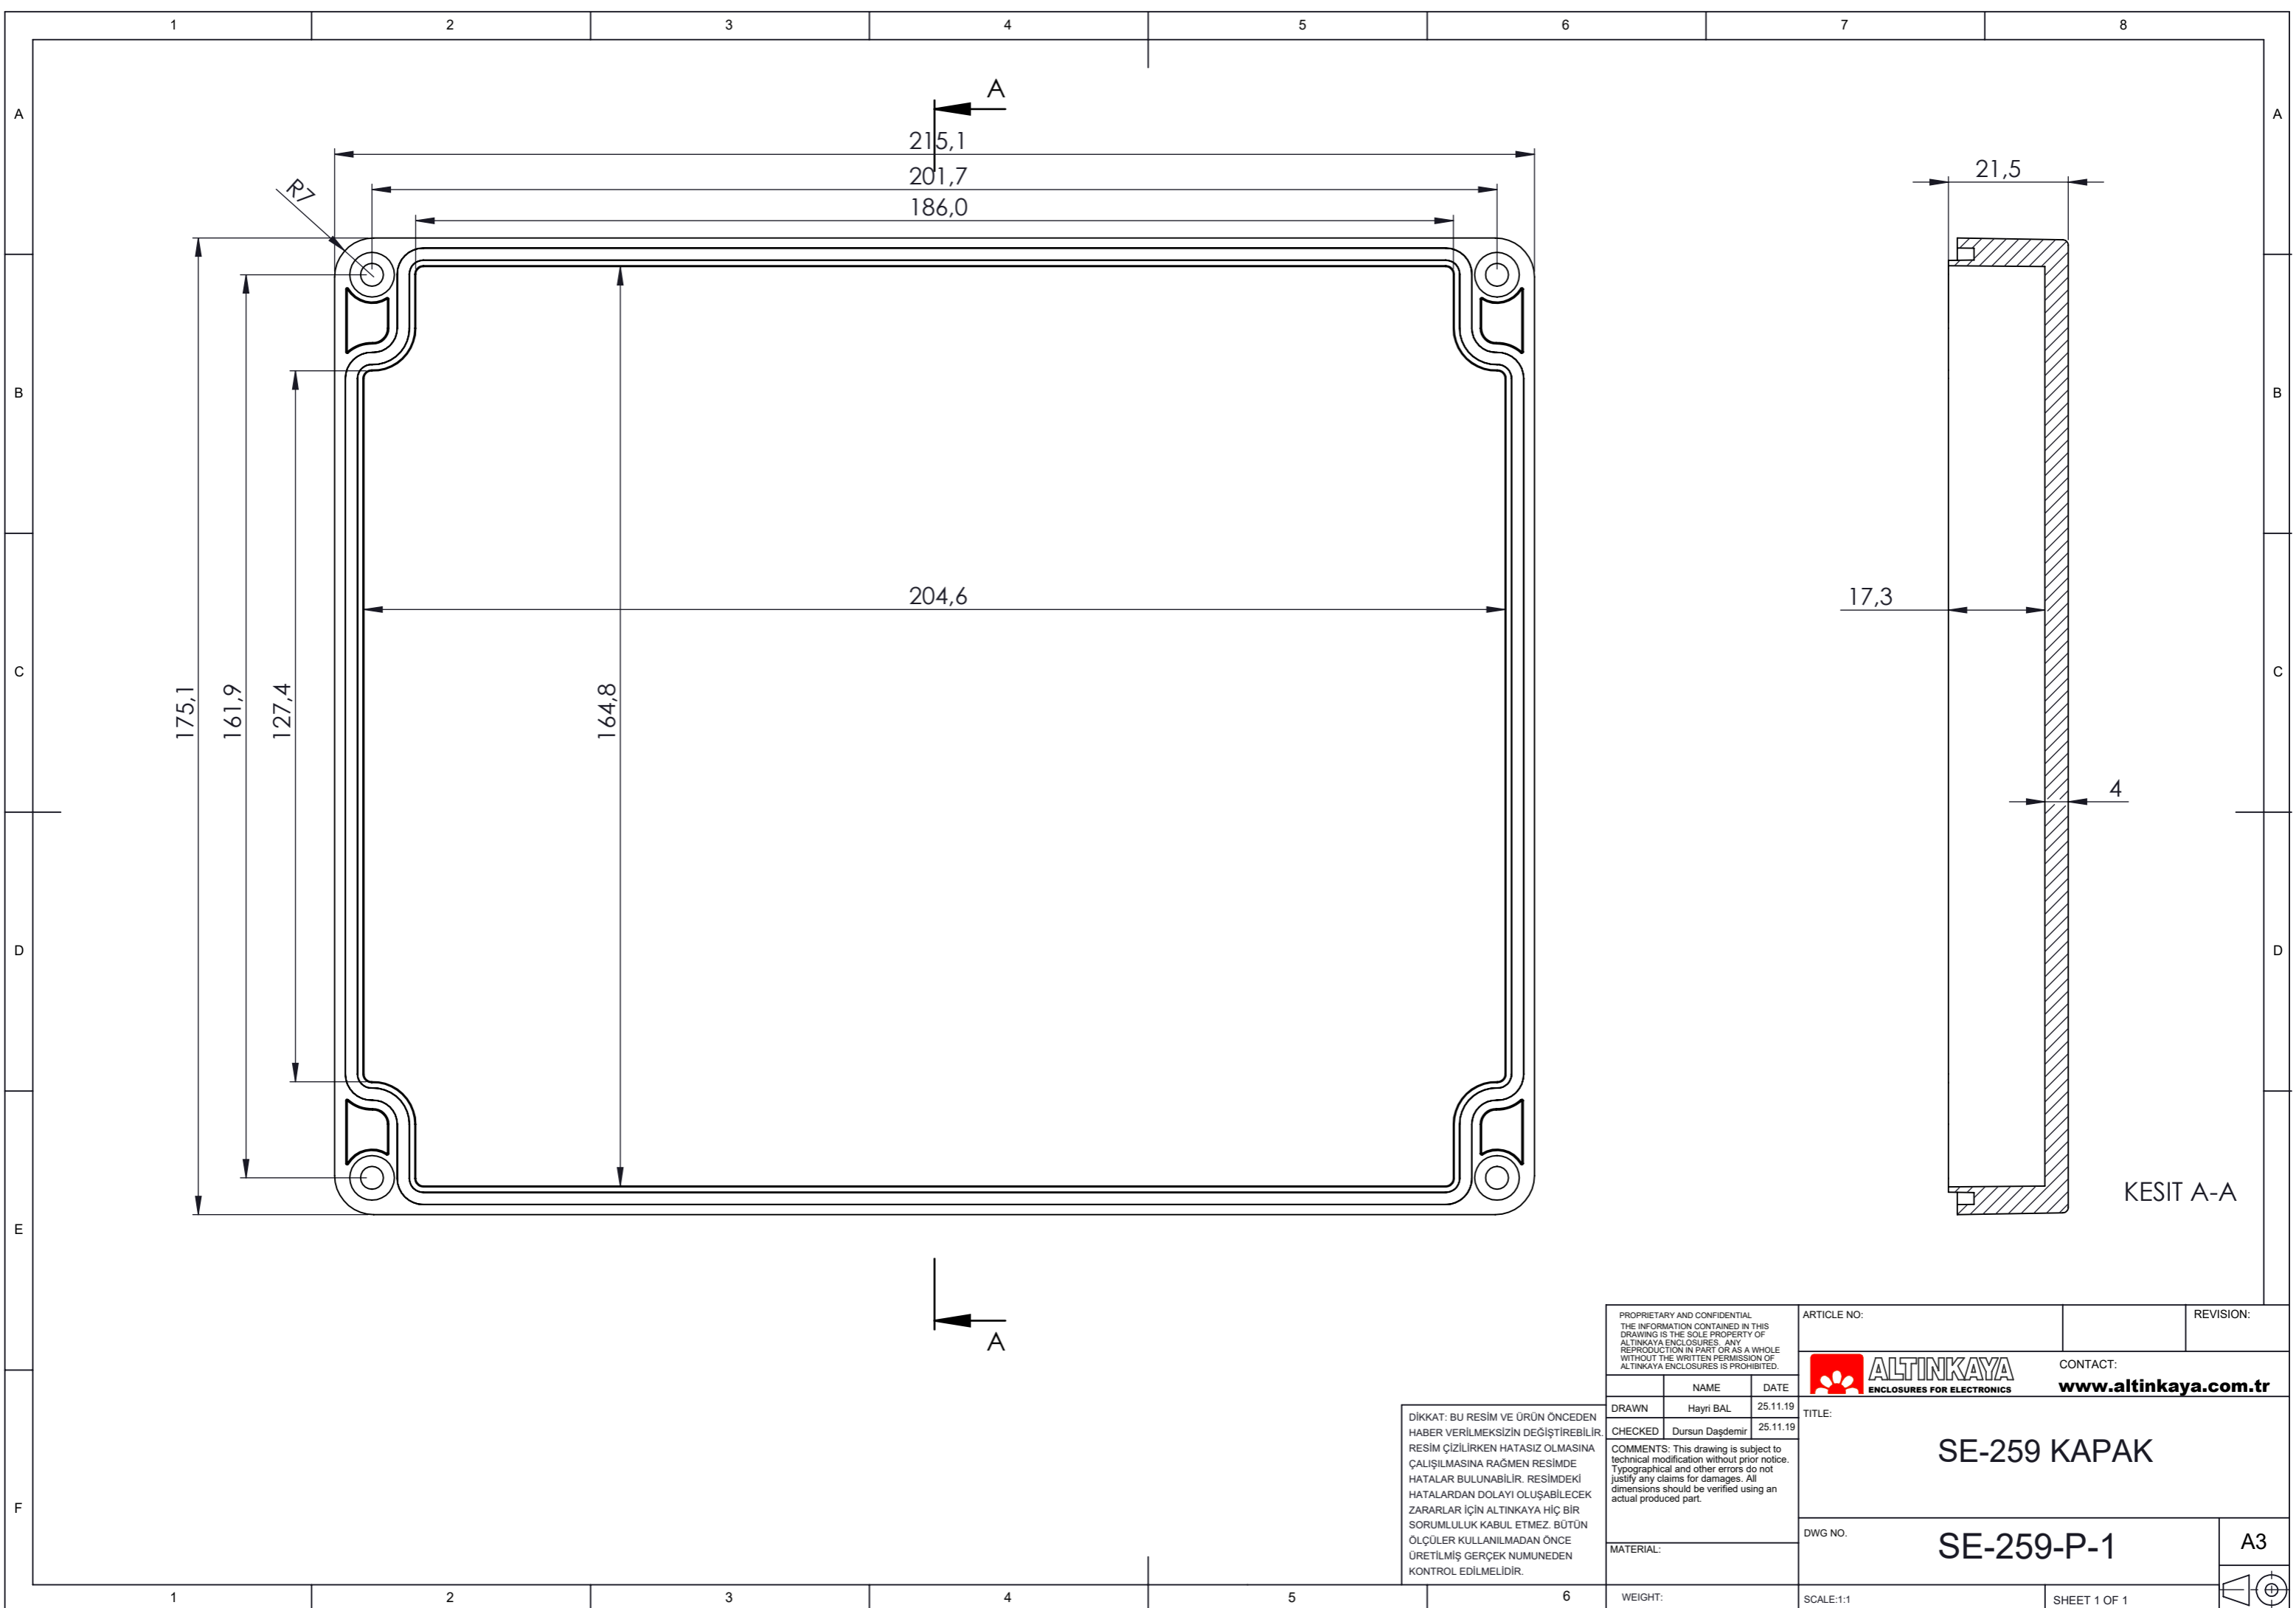 1 2 3 4 5 6 7 8
A A
A
215,1
201,7
186,0
R7
21,5
B B
204,6
17,3
C C
175,1
161,9
127,4
164,8
4
D D
KESIT A-A
E
A
F
DİKKAT: BU RESİM VE ÜRÜN ÖNCEDEN
HABER VERİLMEKSİZİN DEĞİŞTİREBİLİR.
RESİM ÇİZİLİRKEN HATASIZ OLMASINA
ÇALIŞILMASINA RAĞMEN RESİMDE
HATALAR BULUNABİLİR. RESİMDEKİ
HATALARDAN DOLAYI OLUŞABİLECEK
ZARARLAR İÇİN ALTINKAYA HİÇ BİR
SORUMLULUK KABUL ETMEZ. BÜTÜN
ÖLÇÜLER KULLANILMADAN ÖNCE
ÜRETİLMİŞ GERÇEK NUMUNEDEN
KONTROL EDİLMELİDİR.
PROPRIETARY AND CONFIDENTIAL
THE INFORMATION CONTAINED IN THIS
DRAWING IS THE SOLE PROPERTY OF
ALTINKAYA ENCLOSURES. ANY
REPRODUCTION IN PART OR AS A WHOLE
WITHOUT THE WRITTEN PERMISSION OF
ALTINKAYA ENCLOSURES IS PROHIBITED.
NAME DATE
DRAWN Hayri BAL 25.11.19
CHECKED Dursun Daşdemir 25.11.19
COMMENTS: This drawing is subject to
technical modification without prior notice.
Typographical and other errors do not
justify any claims for damages. All
dimensions should be verified using an
actual produced part.
MATERIAL:
WEIGHT:
ARTICLE NO: REVISION:
ALTINKAYA
ENCLOSURES FOR ELECTRONICS
CONTACT:
www.altinkaya.com.tr
TITLE:
SE-259 KAPAK
DWG NO.
SE-259-P-1
A3
SCALE:1:1
SHEET 1 OF 1
1 2 3 4 5 6